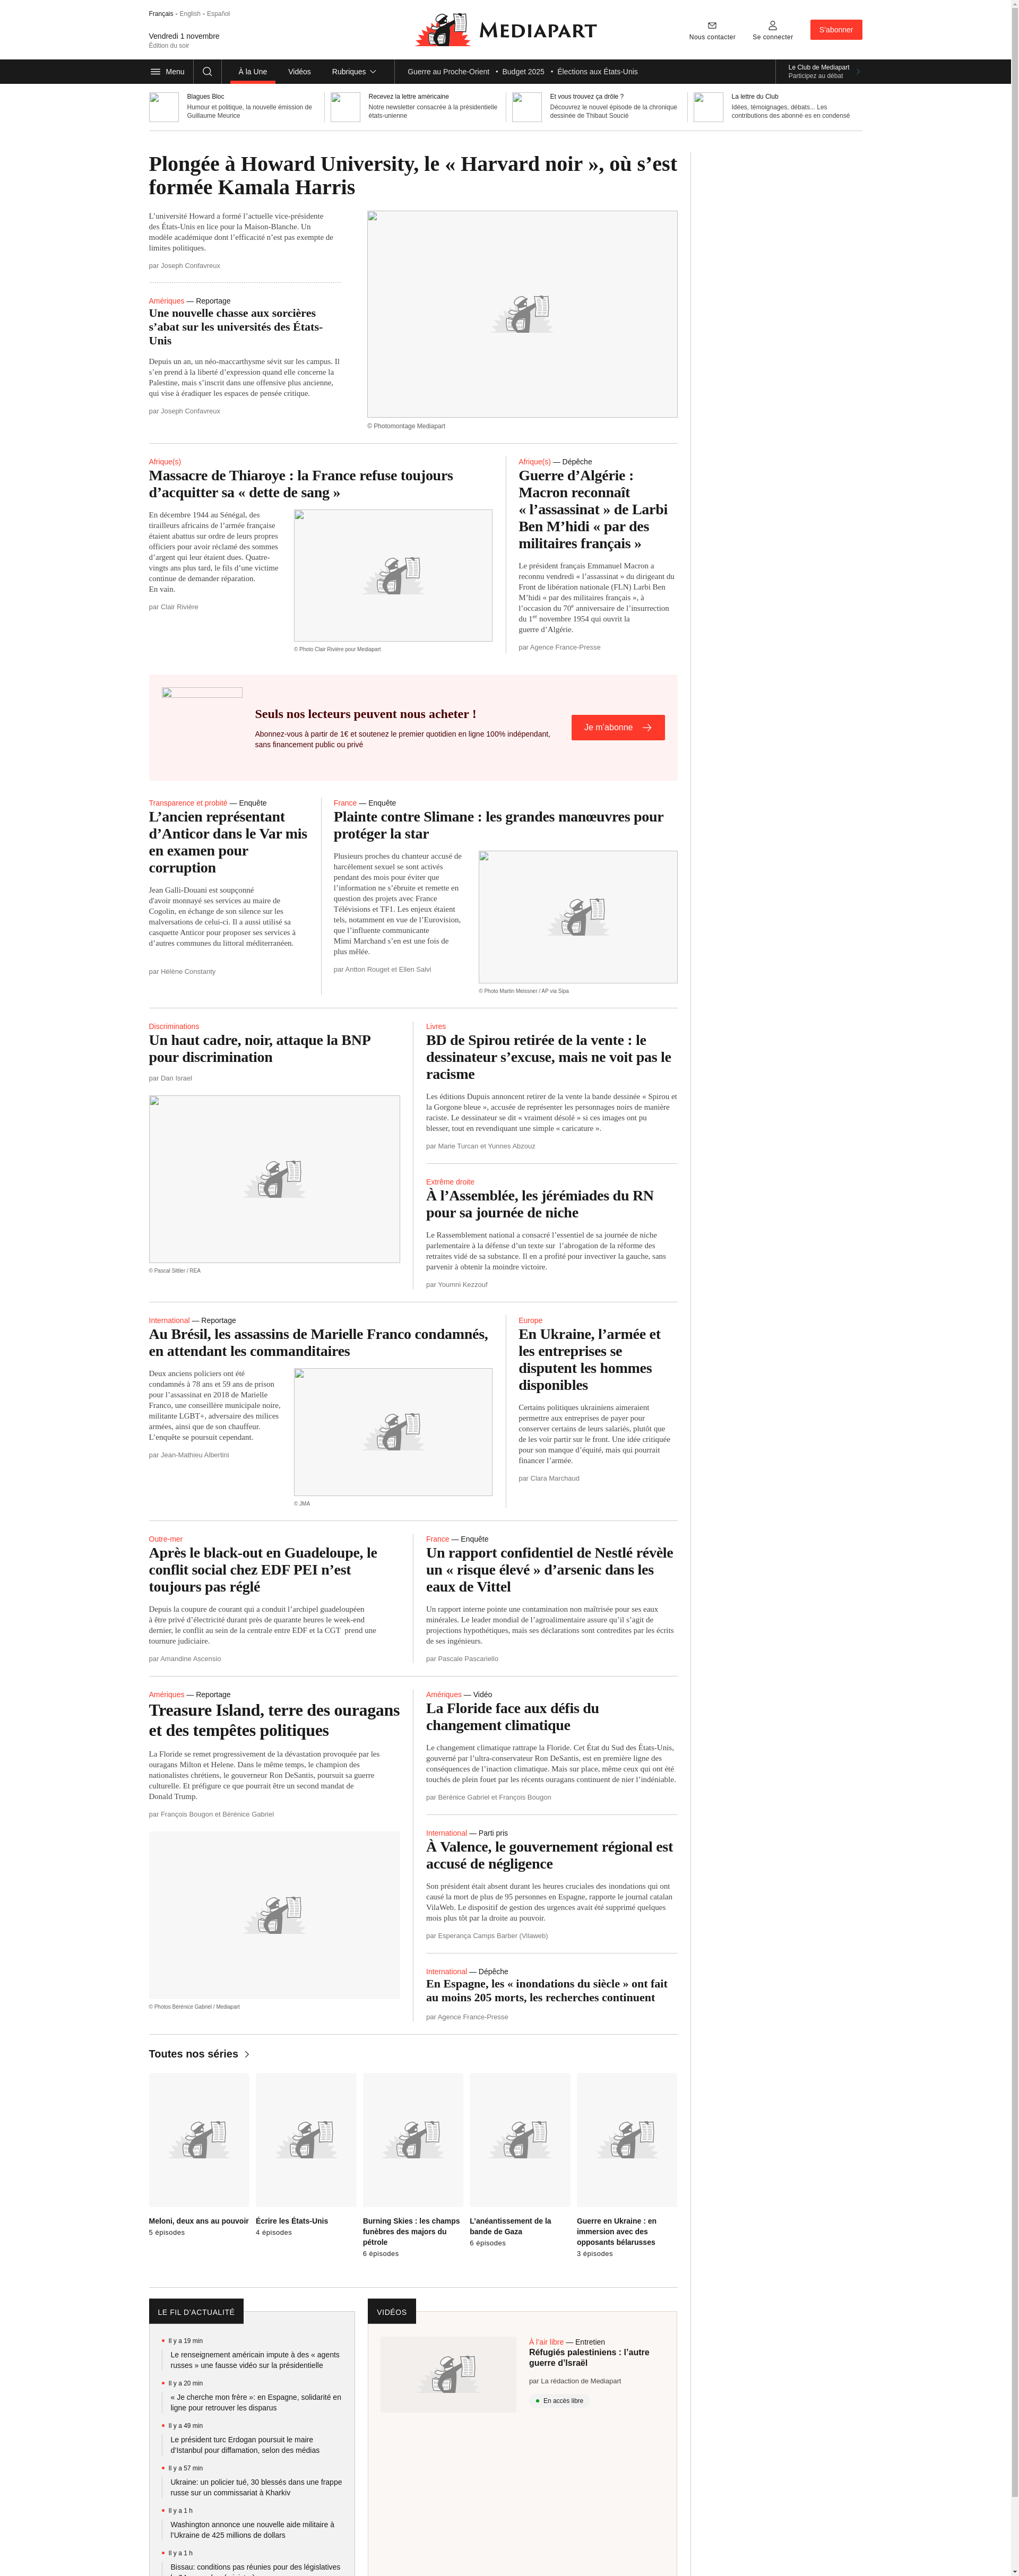 Français - English - Español
Vendredi 1 novembre
Édition du soir
MEDIAPART
Nous contacter
Se connecter
S'abonner
Menu
À la Une
Vidéos
Rubriques
Guerre au Proche-Orient • Budget 2025 • Élections aux États-Unis
Le Club de Mediapart
Participez au débat
Blagues Bloc
Humour et politique, la nouvelle émission de
Guillaume Meurice
Recevez la lettre américaine
Notre newsletter consacrée à la présidentielle
états-unienne
Et vous trouvez ça drôle ?
Découvrez le nouvel épisode de la chronique
dessinée de Thibaut Soucié
La lettre du Club
Idées, témoignages, débats... Les
contributions des abonné·es en condensé
Plongée à Howard University, le « Harvard noir », où s’est
formée Kamala Harris
L’université Howard a formé l’actuelle vice-présidente
des États-Unis en lice pour la Maison-Blanche. Un
modèle académique dont l’efficacité n’est pas exempte de
limites politiques.
par Joseph Confavreux
Amériques — Reportage
Une nouvelle chasse aux sorcières
s’abat sur les universités des États-
Unis
Depuis un an, un néo-maccarthysme sévit sur les campus. Il
s’en prend à la liberté d’expression quand elle concerne la
Palestine, mais s’inscrit dans une offensive plus ancienne,
qui vise à éradiquer les espaces de pensée critique.
par Joseph Confavreux
© Photomontage Mediapart
Afrique(s)
Massacre de Thiaroye : la France refuse toujours
d’acquitter sa « dette de sang »
En décembre 1944 au Sénégal, des
tirailleurs africains de l’armée française
étaient abattus sur ordre de leurs propres
officiers pour avoir réclamé des sommes
d’argent qui leur étaient dues. Quatre-
vingts ans plus tard, le fils d’une victime
continue de demander réparation.
En vain.
par Clair Rivière
© Photo Clair Rivière pour Mediapart
Afrique(s) — Dépêche
Guerre d’Algérie :
Macron reconnaît
« l’assassinat » de Larbi
Ben M’hidi « par des
militaires français »
Le président français Emmanuel Macron a
reconnu vendredi « l’assassinat » du dirigeant du
Front de libération nationale (FLN) Larbi Ben
M’hidi « par des militaires français », à
l’occasion du 70e anniversaire de l’insurrection
du 1er novembre 1954 qui ouvrit la
guerre d’Algérie.
par Agence France-Presse
Seuls nos lecteurs peuvent nous acheter !
Abonnez-vous à partir de 1€ et soutenez le premier quotidien en ligne 100% indépendant,
sans financement public ou privé
Je m’abonne
Transparence et probité — Enquête
L’ancien représentant
d’Anticor dans le Var mis
en examen pour
corruption
Jean Galli-Douani est soupçonné
d'avoir monnayé ses services au maire de
Cogolin, en échange de son silence sur les
malversations de celui-ci. Il a aussi utilisé sa
casquette Anticor pour proposer ses services à
d’autres communes du littoral méditerranéen.
par Hélène Constanty
France — Enquête
Plainte contre Slimane : les grandes manœuvres pour
protéger la star
Plusieurs proches du chanteur accusé de
harcèlement sexuel se sont activés
pendant des mois pour éviter que
l’information ne s’ébruite et remette en
question des projets avec France
Télévisions et TF1. Les enjeux étaient
tels, notamment en vue de l’Eurovision,
que l’influente communicante
Mimi Marchand s’en est une fois de
plus mêlée.
par Antton Rouget et Ellen Salvi
© Photo Martin Meissner / AP via Sipa
Discriminations
Un haut cadre, noir, attaque la BNP
pour discrimination
par Dan Israel
© Pascal Sittler / REA
Livres
BD de Spirou retirée de la vente : le
dessinateur s’excuse, mais ne voit pas le
racisme
Les éditions Dupuis annoncent retirer de la vente la bande dessinée « Spirou et
la Gorgone bleue », accusée de représenter les personnages noirs de manière
raciste. Le dessinateur se dit « vraiment désolé » si ces images ont pu
blesser, tout en revendiquant une simple « caricature ».
par Marie Turcan et Yunnes Abzouz
Extrême droite
À l’Assemblée, les jérémiades du RN
pour sa journée de niche
Le Rassemblement national a consacré l’essentiel de sa journée de niche
parlementaire à la défense d’un texte sur l’abrogation de la réforme des
retraites vidé de sa substance. Il en a profité pour invectiver la gauche, sans
parvenir à obtenir la moindre victoire.
par Youmni Kezzouf
International — Reportage
Au Brésil, les assassins de Marielle Franco condamnés,
en attendant les commanditaires
Deux anciens policiers ont été
condamnés à 78 ans et 59 ans de prison
pour l’assassinat en 2018 de Marielle
Franco, une conseillère municipale noire,
militante LGBT+, adversaire des milices
armées, ainsi que de son chauffeur.
L’enquête se poursuit cependant.
par Jean-Mathieu Albertini
© JMA
Europe
En Ukraine, l’armée et
les entreprises se
disputent les hommes
disponibles
Certains politiques ukrainiens aimeraient
permettre aux entreprises de payer pour
conserver certains de leurs salariés, plutôt que
de les voir partir sur le front. Une idée critiquée
pour son manque d’équité, mais qui pourrait
financer l’armée.
par Clara Marchaud
Outre-mer
Après le black-out en Guadeloupe, le
conflit social chez EDF PEI n’est
toujours pas réglé
Depuis la coupure de courant qui a conduit l’archipel guadeloupéen
à être privé d’électricité durant près de quarante heures le week-end
dernier, le conflit au sein de la centrale entre EDF et la CGT prend une
tournure judiciaire.
par Amandine Ascensio
France — Enquête
Un rapport confidentiel de Nestlé révèle
un « risque élevé » d’arsenic dans les
eaux de Vittel
Un rapport interne pointe une contamination non maîtrisée pour ses eaux
minérales. Le leader mondial de l’agroalimentaire assure qu’il s’agit de
projections hypothétiques, mais ses déclarations sont contredites par les écrits
de ses ingénieurs.
par Pascale Pascariello
Amériques — Reportage
Treasure Island, terre des ouragans
et des tempêtes politiques
La Floride se remet progressivement de la dévastation provoquée par les
ouragans Milton et Helene. Dans le même temps, le champion des
nationalistes chrétiens, le gouverneur Ron DeSantis, poursuit sa guerre
culturelle. Et préfigure ce que pourrait être un second mandat de
Donald Trump.
par François Bougon et Bérénice Gabriel
© Photos Bérénice Gabriel / Mediapart
Amériques — Vidéo
La Floride face aux défis du
changement climatique
Le changement climatique rattrape la Floride. Cet État du Sud des États-Unis,
gouverné par l’ultra-conservateur Ron DeSantis, est en première ligne des
conséquences de l’inaction climatique. Mais sur place, même ceux qui ont été
touchés de plein fouet par les récents ouragans continuent de nier l’indéniable.
par Bérénice Gabriel et François Bougon
International — Parti pris
À Valence, le gouvernement régional est
accusé de négligence
Son président était absent durant les heures cruciales des inondations qui ont
causé la mort de plus de 95 personnes en Espagne, rapporte le journal catalan
VilaWeb. Le dispositif de gestion des urgences avait été supprimé quelques
mois plus tôt par la droite au pouvoir.
par Esperança Camps Barber (Vilaweb)
International — Dépêche
En Espagne, les « inondations du siècle » ont fait
au moins 205 morts, les recherches continuent
par Agence France-Presse
Toutes nos séries
Meloni, deux ans au pouvoir
5 épisodes
Écrire les États-Unis
4 épisodes
Burning Skies : les champs
funèbres des majors du
pétrole
6 épisodes
L’anéantissement de la
bande de Gaza
6 épisodes
Guerre en Ukraine : en
immersion avec des
opposants bélarusses
3 épisodes
LE FIL D’ACTUALITÉ
Il y a 19 min
Le renseignement américain impute à des « agents
russes » une fausse vidéo sur la présidentielle
Il y a 20 min
« Je cherche mon frère »: en Espagne, solidarité en
ligne pour retrouver les disparus
Il y a 49 min
Le président turc Erdogan poursuit le maire
d’Istanbul pour diffamation, selon des médias
Il y a 57 min
Ukraine: un policier tué, 30 blessés dans une frappe
russe sur un commissariat à Kharkiv
Il y a 1 h
Washington annonce une nouvelle aide militaire à
l’Ukraine de 425 millions de dollars
Il y a 1 h
Bissau: conditions pas réunies pour des législatives
VIDÉOS
À l’air libre — Entretien
Réfugiés palestiniens : l’autre
guerre d’Israël
par La rédaction de Mediapart
En accès libre